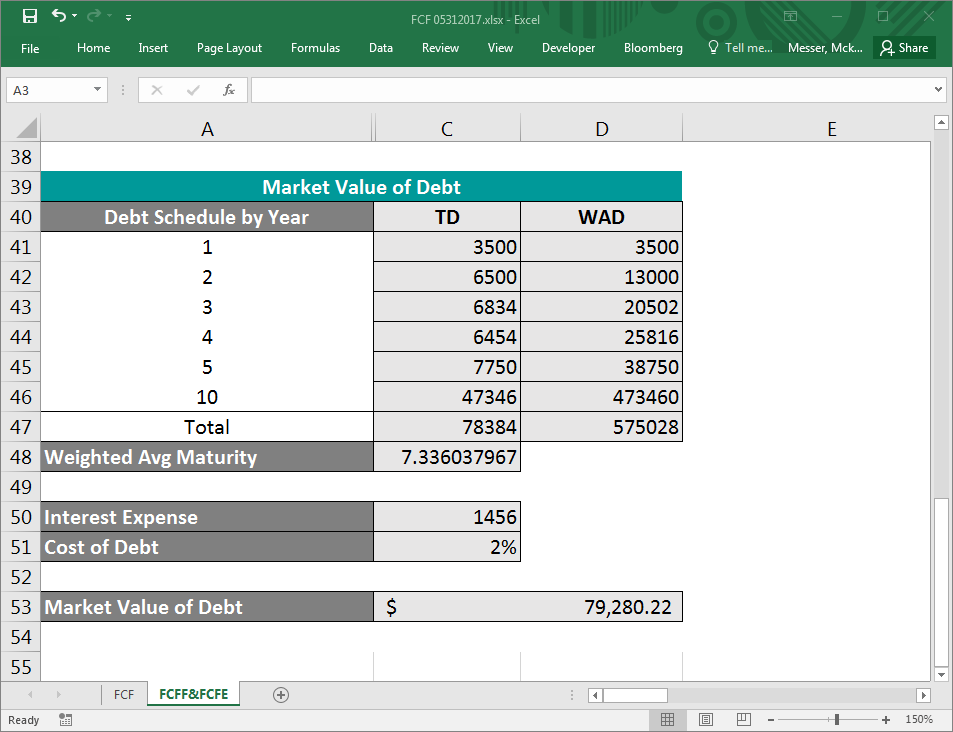 FCF 05312017.xlsx - Excel
File Home Insert Page Layout Formulas Data Review View Developer Bloomberg Tell me... Messer, Mck... Share
A3 fx
A C D E
38
39 Market Value of Debt
40 Debt Schedule by Year TD WAD
41 1 3500 3500
42 2 6500 13000
43 3 6834 20502
44 4 6454 25816
45 5 7750 38750
46 10 47346 473460
47 Total 78384 575028
48 Weighted Avg Maturity 7.336037967
49
50 Interest Expense 1456
51 Cost of Debt 2%
52
53 Market Value of Debt $ 79,280.22
54
55
FCF FCFF&FCFE
Ready 150%